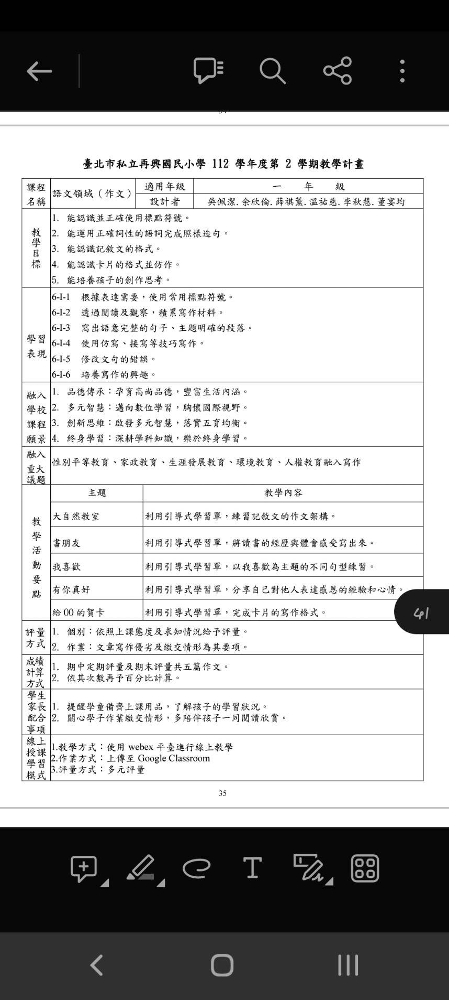 臺北市私立再興國民小學 112 學年度第 2 學期教學計畫
課程名稱
語文領域（作文）
適用年級
一 年 級
設計者
吳佩潔.余欣倫.薛祺薰.溫祐慈.李秋慧.董宴均
教學目標
1. 能認識並正確使用標點符號。
2. 能運用正確詞性的語詞完成照樣造句。
3. 能認識記敘文的格式。
4. 能認識卡片的格式並仿作。
5. 能培養孩子的創作思考。
學習表現
6-I-1 根據表達需要，使用常用標點符號。
6-I-2 透過閱讀及觀察，積累寫作材料。
6-I-3 寫出語意完整的句子、主題明確的段落。
6-I-4 使用仿寫、接寫等技巧寫作。
6-I-5 修改文句的錯誤。
6-I-6 培養寫作的興趣。
融入學校課程願景
1. 品德傳承：孕育高尚品德，豐富生活內涵。
2. 多元智慧：邁向數位學習，胸懷國際視野。
3. 創新思維：啟發多元智慧，落實五育均衡。
4. 終身學習：深耕學科知識，樂於終身學習。
融入重大議題
性別平等教育、家政教育、生涯發展教育、環境教育、人權教育融入寫作
教學活動要點
主題
教學內容
大自然教室
利用引導式學習單，練習記敘文的作文架構。
書朋友
利用引導式學習單，將讀書的經歷與體會感受寫出來。
我喜歡
利用引導式學習單，以我喜歡為主題的不同句型練習。
有你真好
利用引導式學習單，分享自己對他人表達感恩的經驗和心情。
給 00 的賀卡
利用引導式學習單，完成卡片的寫作格式。
41
評量方式
1. 個別：依照上課態度及求知情況給予評量。
2. 作業：文章寫作優劣及繳交情形為其要項。
成績計算方式
1. 期中定期評量及期末評量共五篇作文。
2. 依其次數再予百分比計算。
學生家長配合事項
1. 提醒學童備齊上課用品，了解孩子的學習狀況。
2. 關心學子作業繳交情形，多陪伴孩子一同閱讀欣賞。
線上授課學習模式
1.教學方式：使用 webex 平臺進行線上教學
2.作業方式：上傳至 Google Classroom
3.評量方式：多元評量
35
T